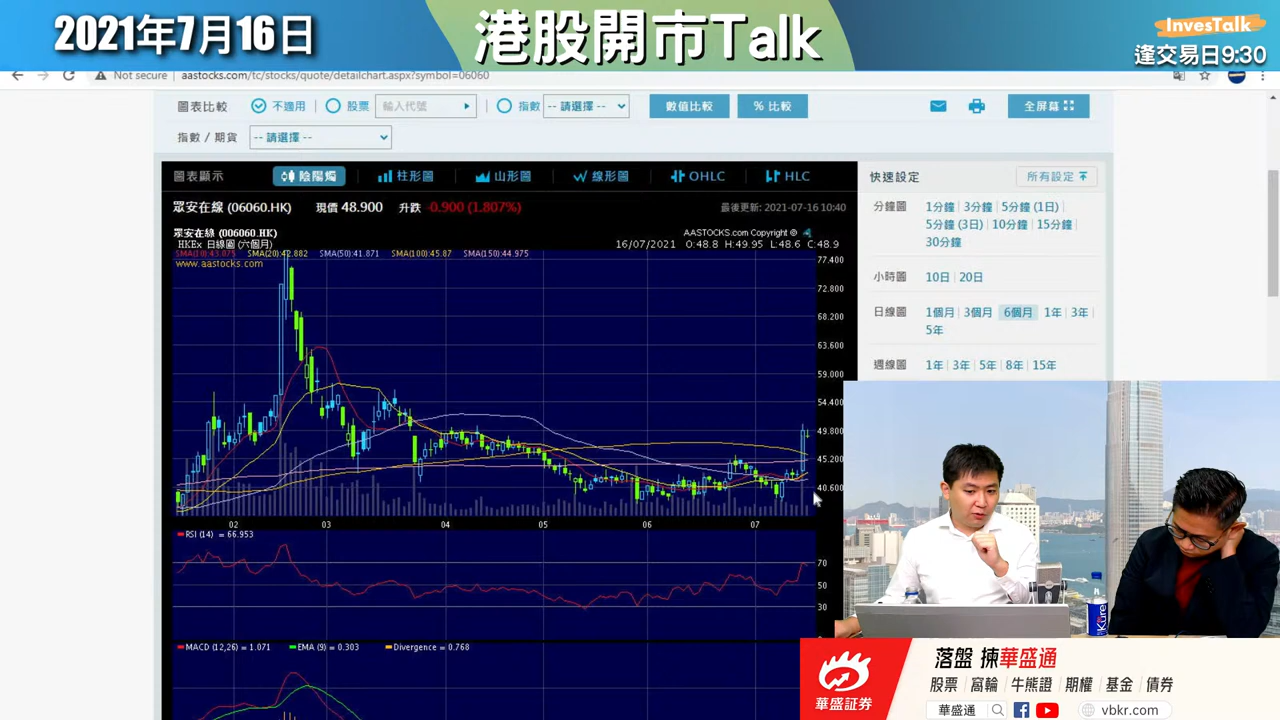 2021年7月16日
港股開市Talk
InvesTalk
逢交易日9:30
Not secure
aastocks.com/tc/stocks/quote/detailchart.aspx?symbol=06060
圖表比較
不適用
股票
輸入代號
指數
-- 請選擇 --
數值比較
% 比較
全屏幕
指數 / 期貨
-- 請選擇 --
圖表顯示
陰陽燭
柱形圖
山形圖
線形圖
OHLC
HLC
快速設定
所有設定
眾安在線 (06060.HK)
現價 48.900
升跌 -0.900 (1.807%)
最後更新: 2021-07-16 10:40
分鐘圖
1分鐘 | 3分鐘 | 5分鐘 (1日) |
5分鐘 (3日) | 10分鐘 | 15分鐘 |
30分鐘
小時圖
10日 | 20日
日線圖
1個月 | 3個月 | 6個月 | 1年 | 3年 |
5年
週線圖
1年 | 3年 | 5年 | 8年 | 15年
眾安在線 (006060.HK)
HKEx 日線圖 (六個月)
AASTOCKS.com Copyright ©
16/07/2021 O:48.8 H:49.95 L:48.6 C:48.9
SMA(10):43.075 SMA(20):42.882 SMA(50):41.871 SMA(100):45.87 SMA(150):44.975
www.aastocks.com
77.400
72.800
68.200
63.600
59.000
54.400
49.800
45.200
40.600
02 03 04 05 06 07
RSI (14) = 66.953
70
50
30
MACD (12,26) = 1.071
EMA (9) = 0.303
Divergence = 0.768
華盛証券
落盤 揀華盛通
股票 | 窩輪 | 牛熊證 | 期權 | 基金 | 債券
華盛通
vbkr.com